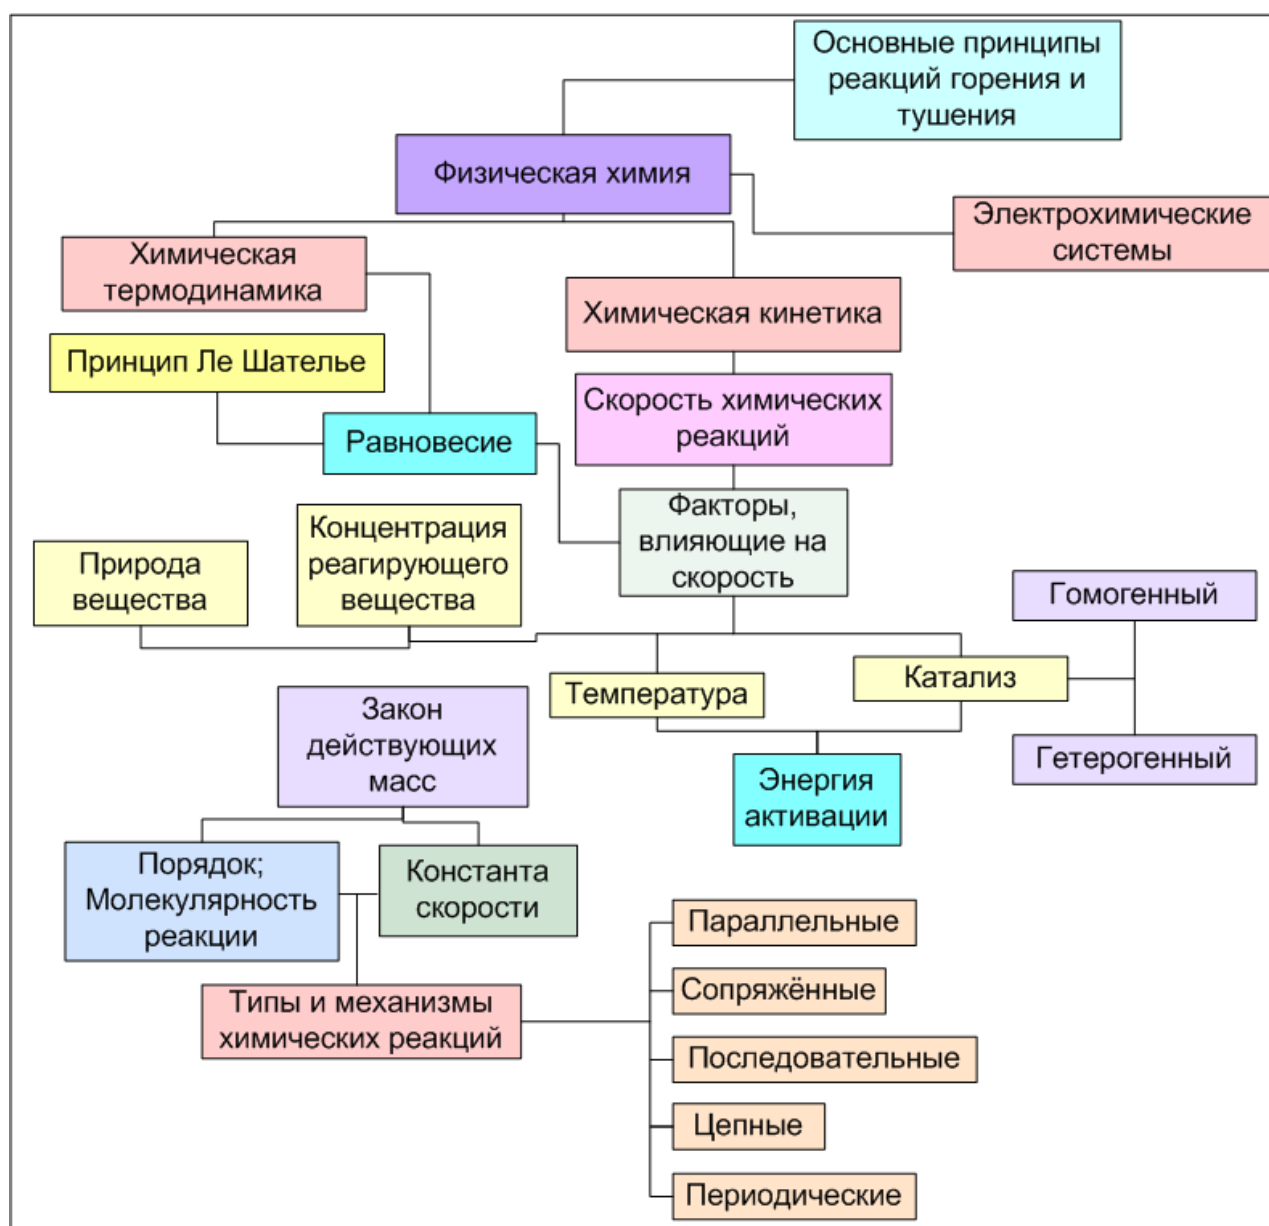 Основные принципы
реакций горения и
тушения
Физическая химия
Электрохимические
системы
Химическая
термодинамика
Химическая кинетика
Принцип Ле Шателье
Скорость химических
реакций
Равновесие
Факторы,
влияющие на
скорость
Концентрация
реагирующего
вещества
Природа
вещества
Гомогенный
Катализ
Температура
Гетерогенный
Закон
действующих
масс
Энергия
активации
Порядок;
Молекулярность
реакции
Константа
скорости
Типы и механизмы
химических реакций
Параллельные
Сопряжённые
Последовательные
Цепные
Периодические